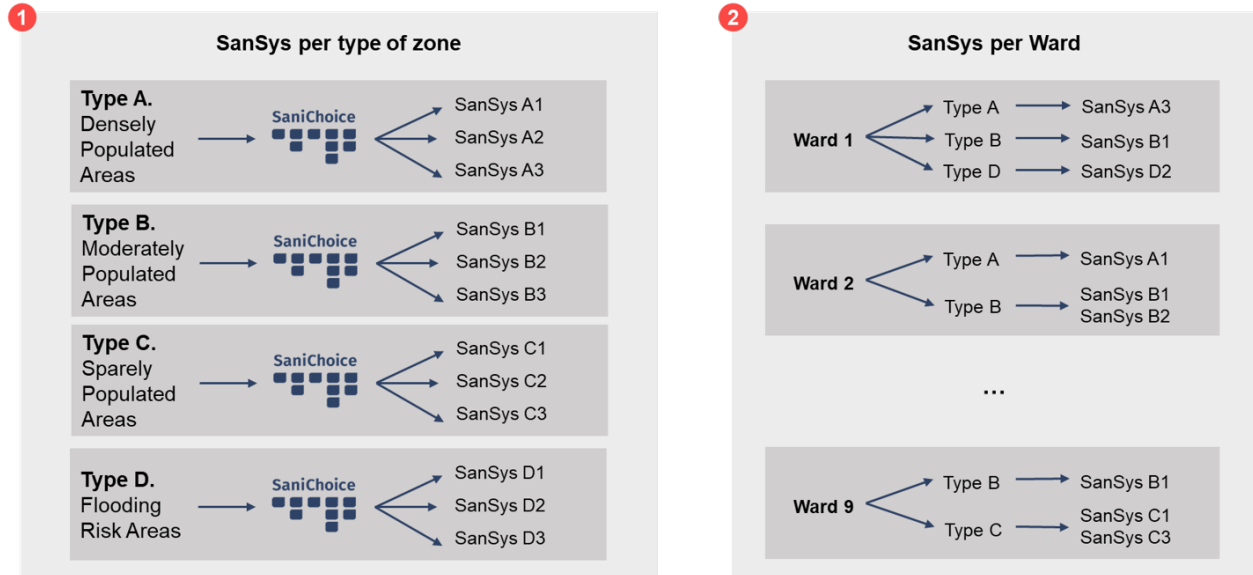 1
SanSys per type of zone
Type A.
Densely
Populated
Areas
SaniChoice
SanSys A1
SanSys A2
SanSys A3
Type B.
Moderately
Populated
Areas
SaniChoice
SanSys B1
SanSys B2
SanSys B3
Type C.
Sparely
Populated
Areas
SaniChoice
SanSys C1
SanSys C2
SanSys C3
Type D.
Flooding
Risk Areas
SaniChoice
SanSys D1
SanSys D2
SanSys D3
2
SanSys per Ward
Ward 1
Type A
SanSys A3
Type B
SanSys B1
Type D
SanSys D2
Ward 2
Type A
SanSys A1
Type B
SanSys B1
SanSys B2
...
Ward 9
Type B
SanSys B1
Type C
SanSys C1
SanSys C3